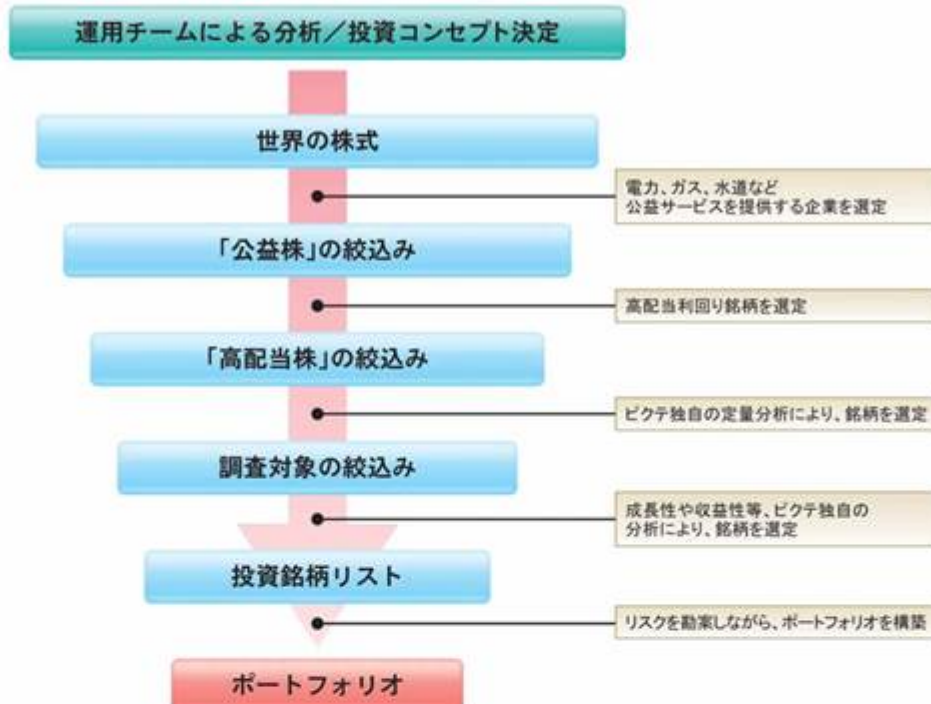 運用チームによる分析／投資コンセプト決定
世界の株式
電力、ガス、水道など
公益サービスを提供する企業を選定
「公益株」の絞込み
高配当利回り銘柄を選定
「高配当株」の絞込み
ピクテ独自の定量分析により、銘柄を選定
調査対象の絞込み
成長性や収益性等、ピクテ独自の
分析により、銘柄を選定
投資銘柄リスト
リスクを勘案しながら、ポートフォリオを構築
ポートフォリオ